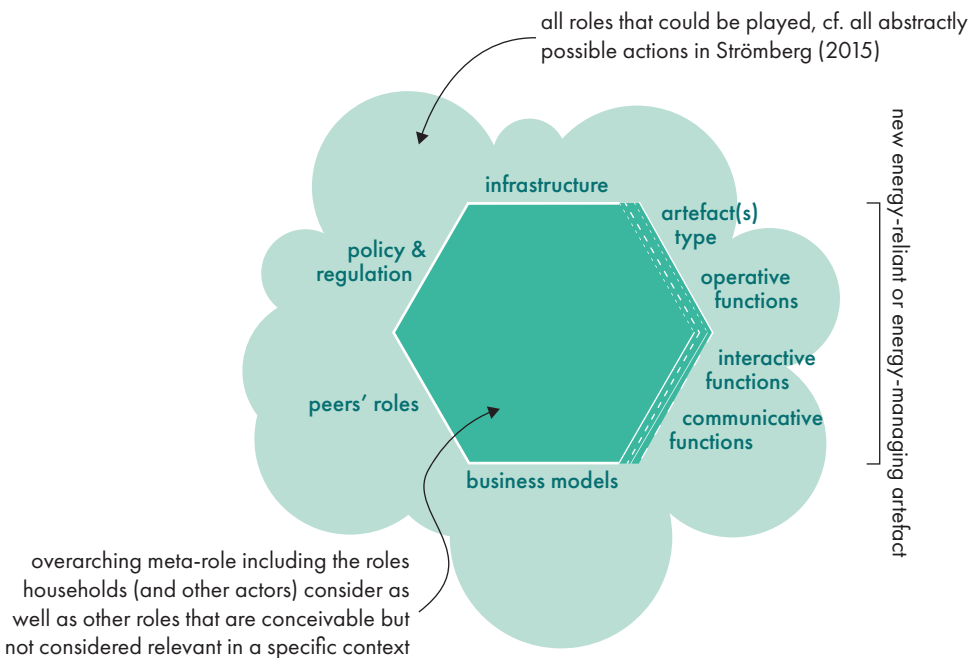 all roles that could be played, cf. all abstractly
possible actions in Strömberg (2015)
new energy-reliant or energy-managing artefact
infrastructure
artefact(s)
type
policy &
regulation
operative
functions
interactive
functions
peers’ roles
communicative
functions
business models
overarching meta-role including the roles
households (and other actors) consider as
well as other roles that are conceivable but
not considered relevant in a specific context